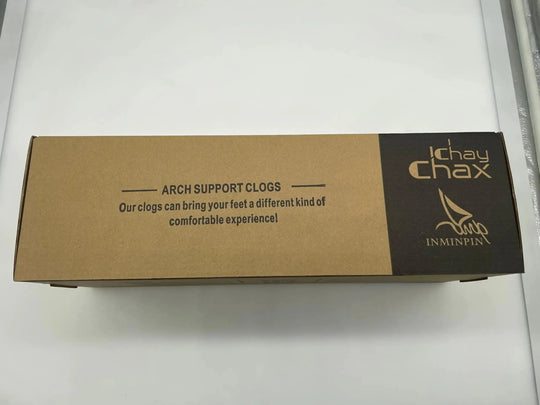 ARCH SUPPORT CLOGS
Our clogs can bring your feet a different kind of
comfortable experience!
Chay
Chax
INMINPIN